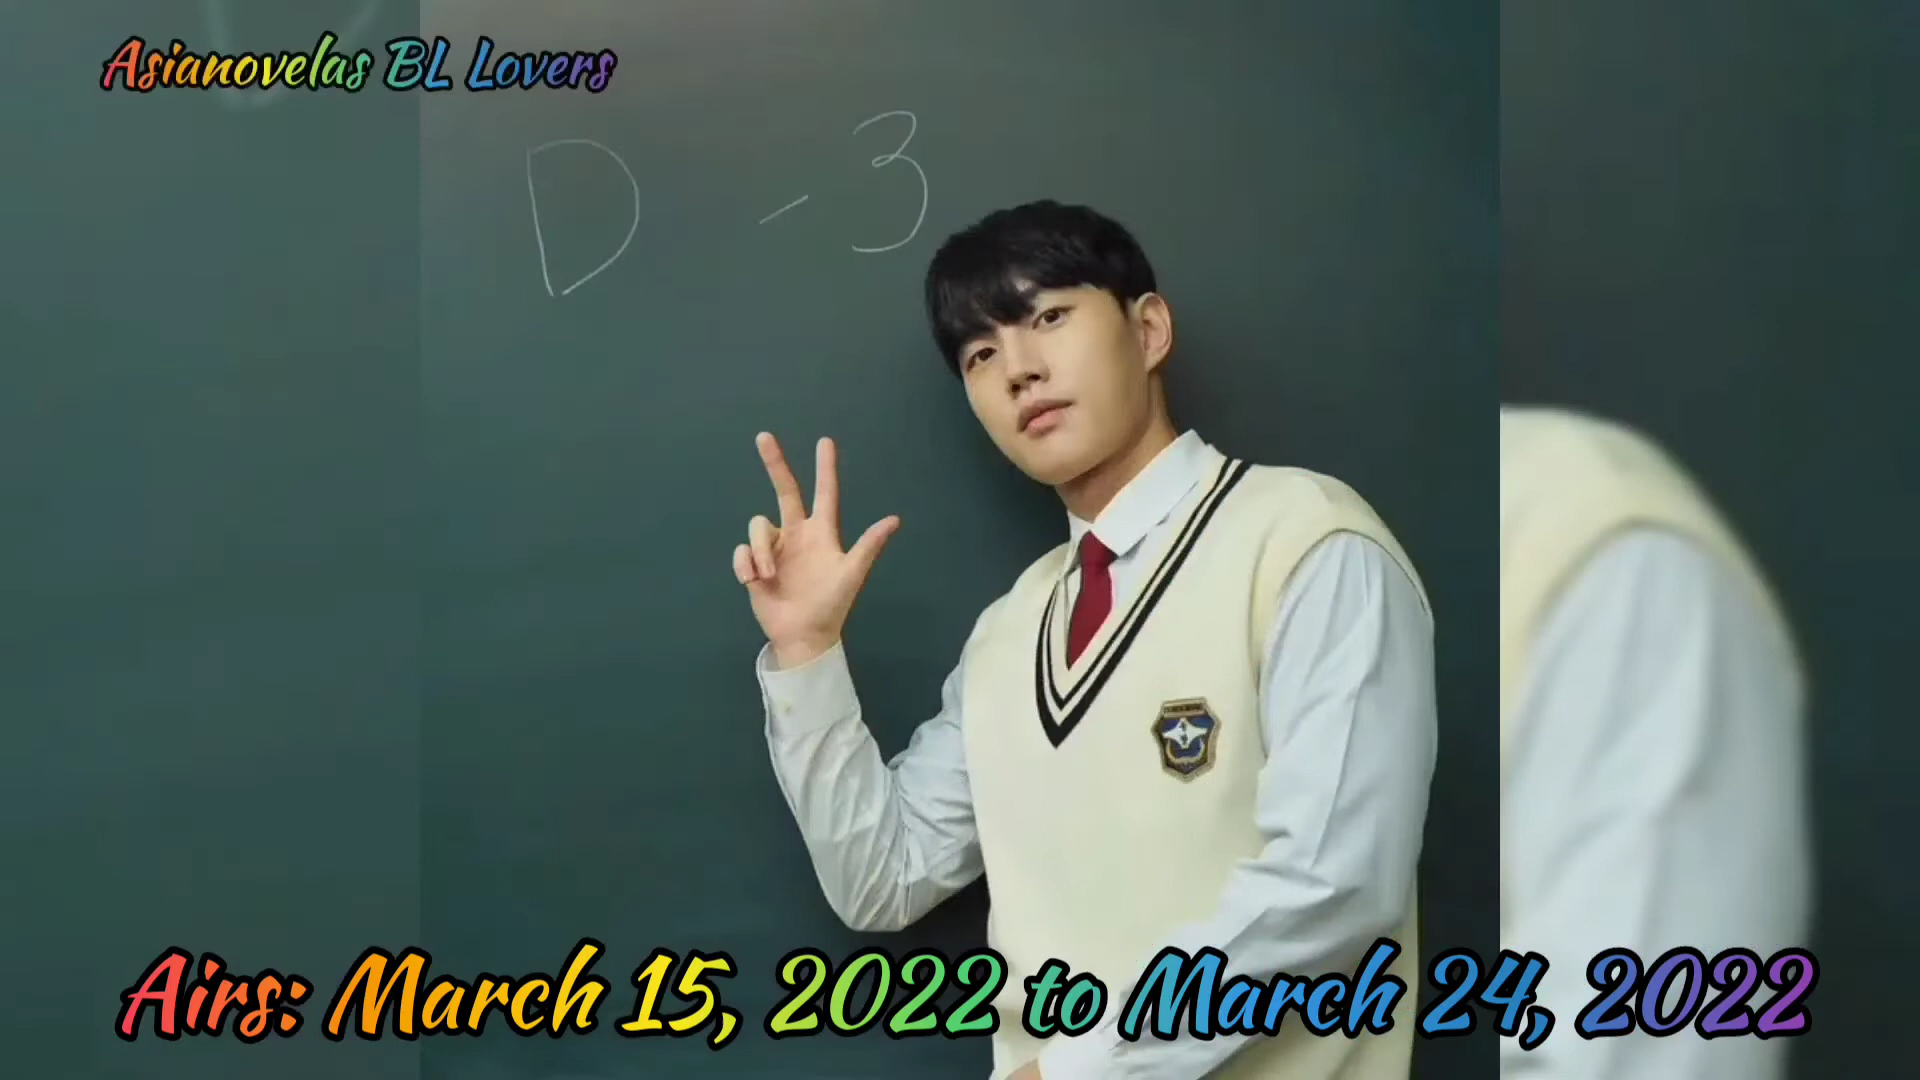 Asianovelas BL Lovers
D - 3
Airs: March 15, 2022 to March 24, 2022